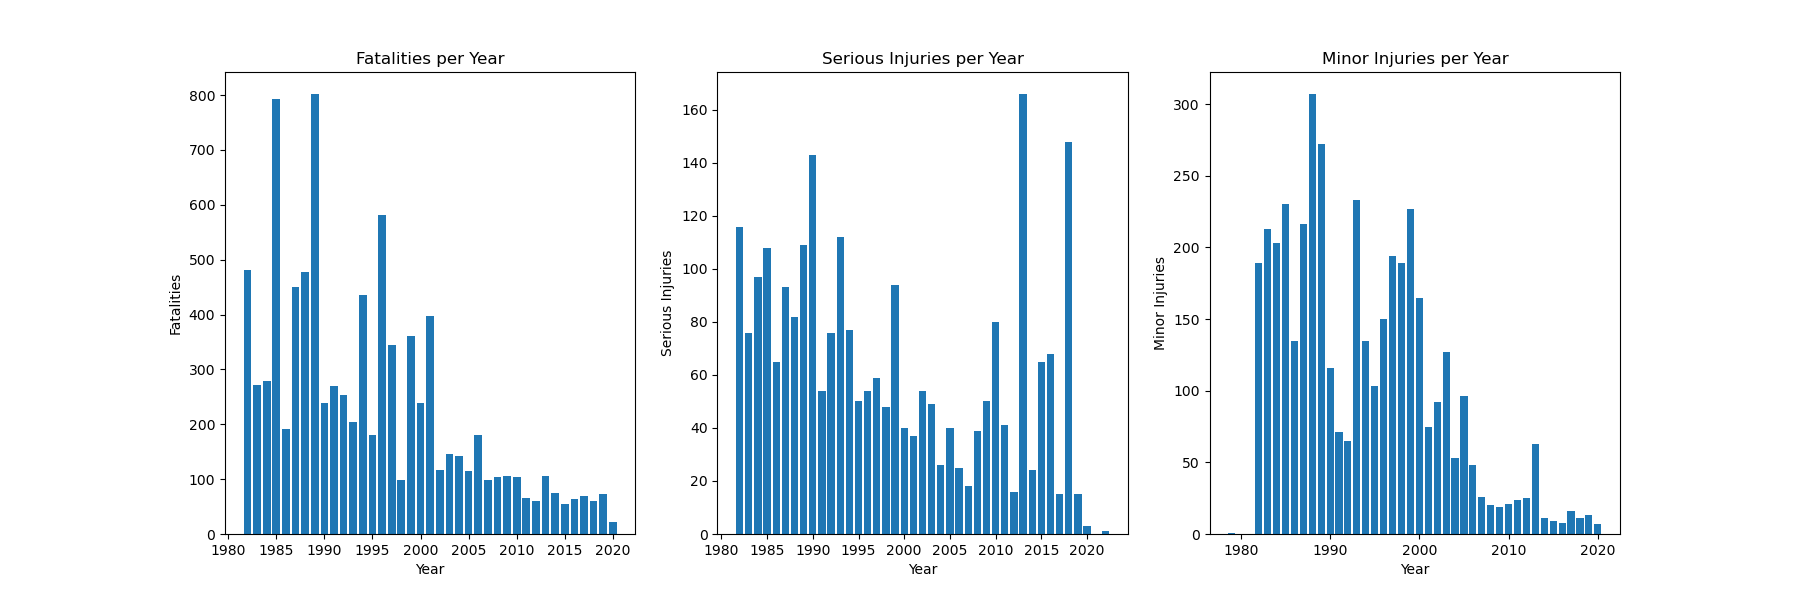 Fatalities per Year
800
700
600
500
400
300
200
100
0
Fatalities
1980 1985 1990 1995 2000 2005 2010 2015 2020
Year
Serious Injuries per Year
160
140
120
100
80
60
40
20
0
Serious Injuries
1980 1985 1990 1995 2000 2005 2010 2015 2020
Year
Minor Injuries per Year
300
250
200
150
100
50
0
Minor Injuries
1980 1990 2000 2010 2020
Year